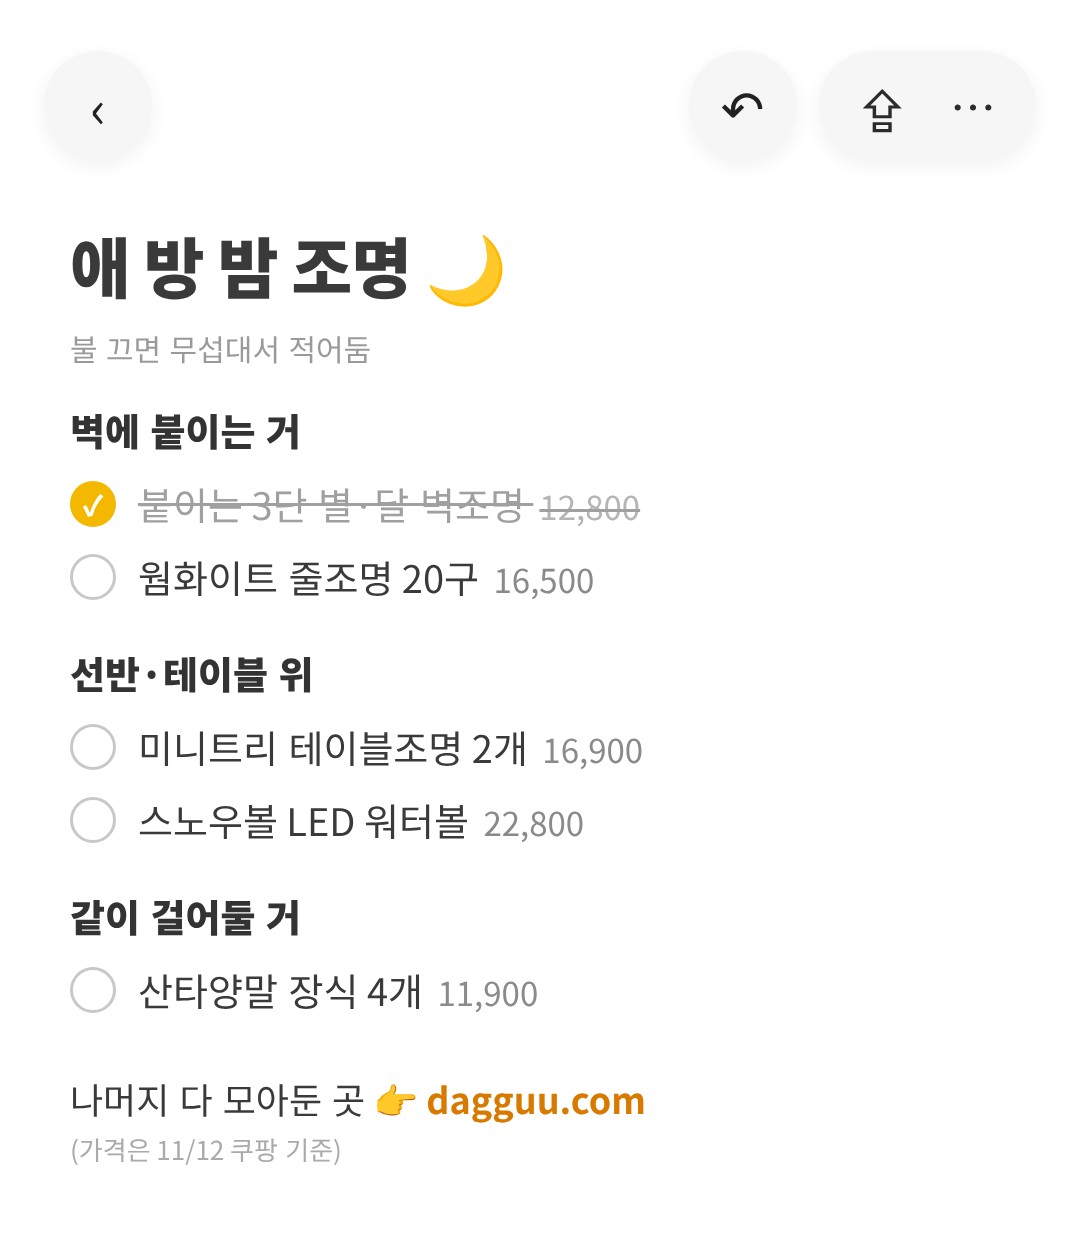 애 방 밤 조명 🌙
불 끄면 무섭대서 적어둠
벽에 붙이는 거
붙이는 3단 별·달 벽조명 12,800
웜화이트 줄조명 20구 16,500
선반·테이블 위
미니트리 테이블조명 2개 16,900
스노우볼 LED 워터볼 22,800
같이 걸어둘 거
산타양말 장식 4개 11,900
나머지 다 모아둔 곳 👉 dagguu.com
(가격은 11/12 쿠팡 기준)